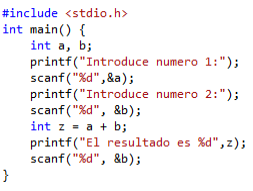 #include <stdio.h>
int main() {
    int a, b;
    printf("Introduce numero 1:");
    scanf("%d",&a);
    printf("Introduce numero 2:");
    scanf("%d", &b);
    int z = a + b;
    printf("El resultado es %d",z);
    scanf("%d", &b);
}